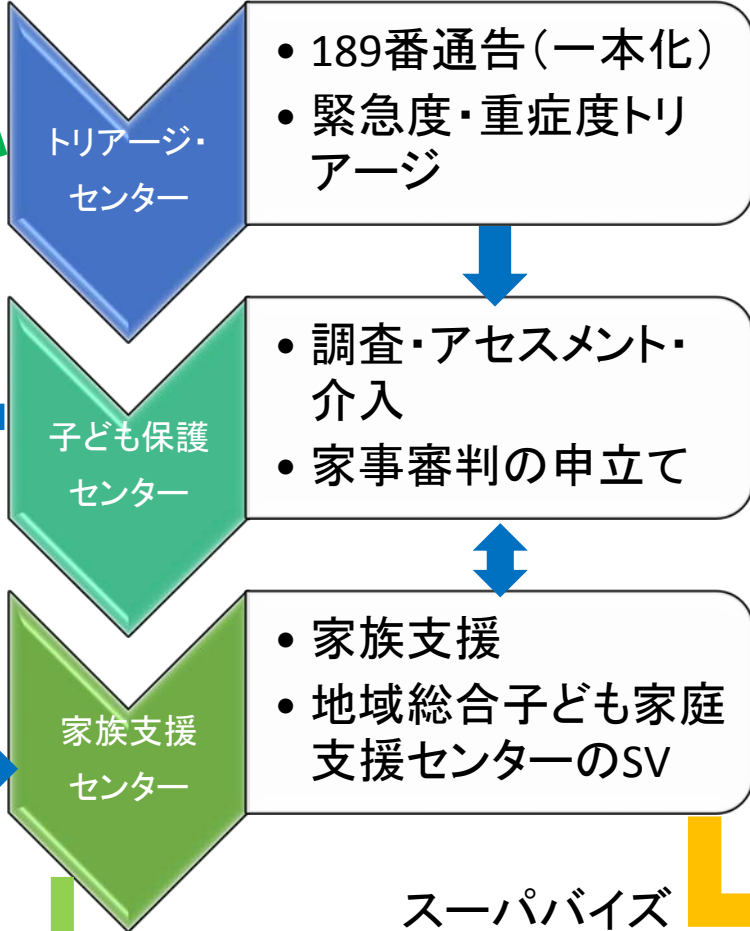 トリアージ・
センター
• 189番通告(一本化)
• 緊急度・重症度トリ
アージ
子ども保護
センター
• 調査・アセスメント・
介入
• 家事審判の申立て
家族支援
センター
• 家族支援
• 地域総合子ども家庭
支援センターのSV
スーパバイズ